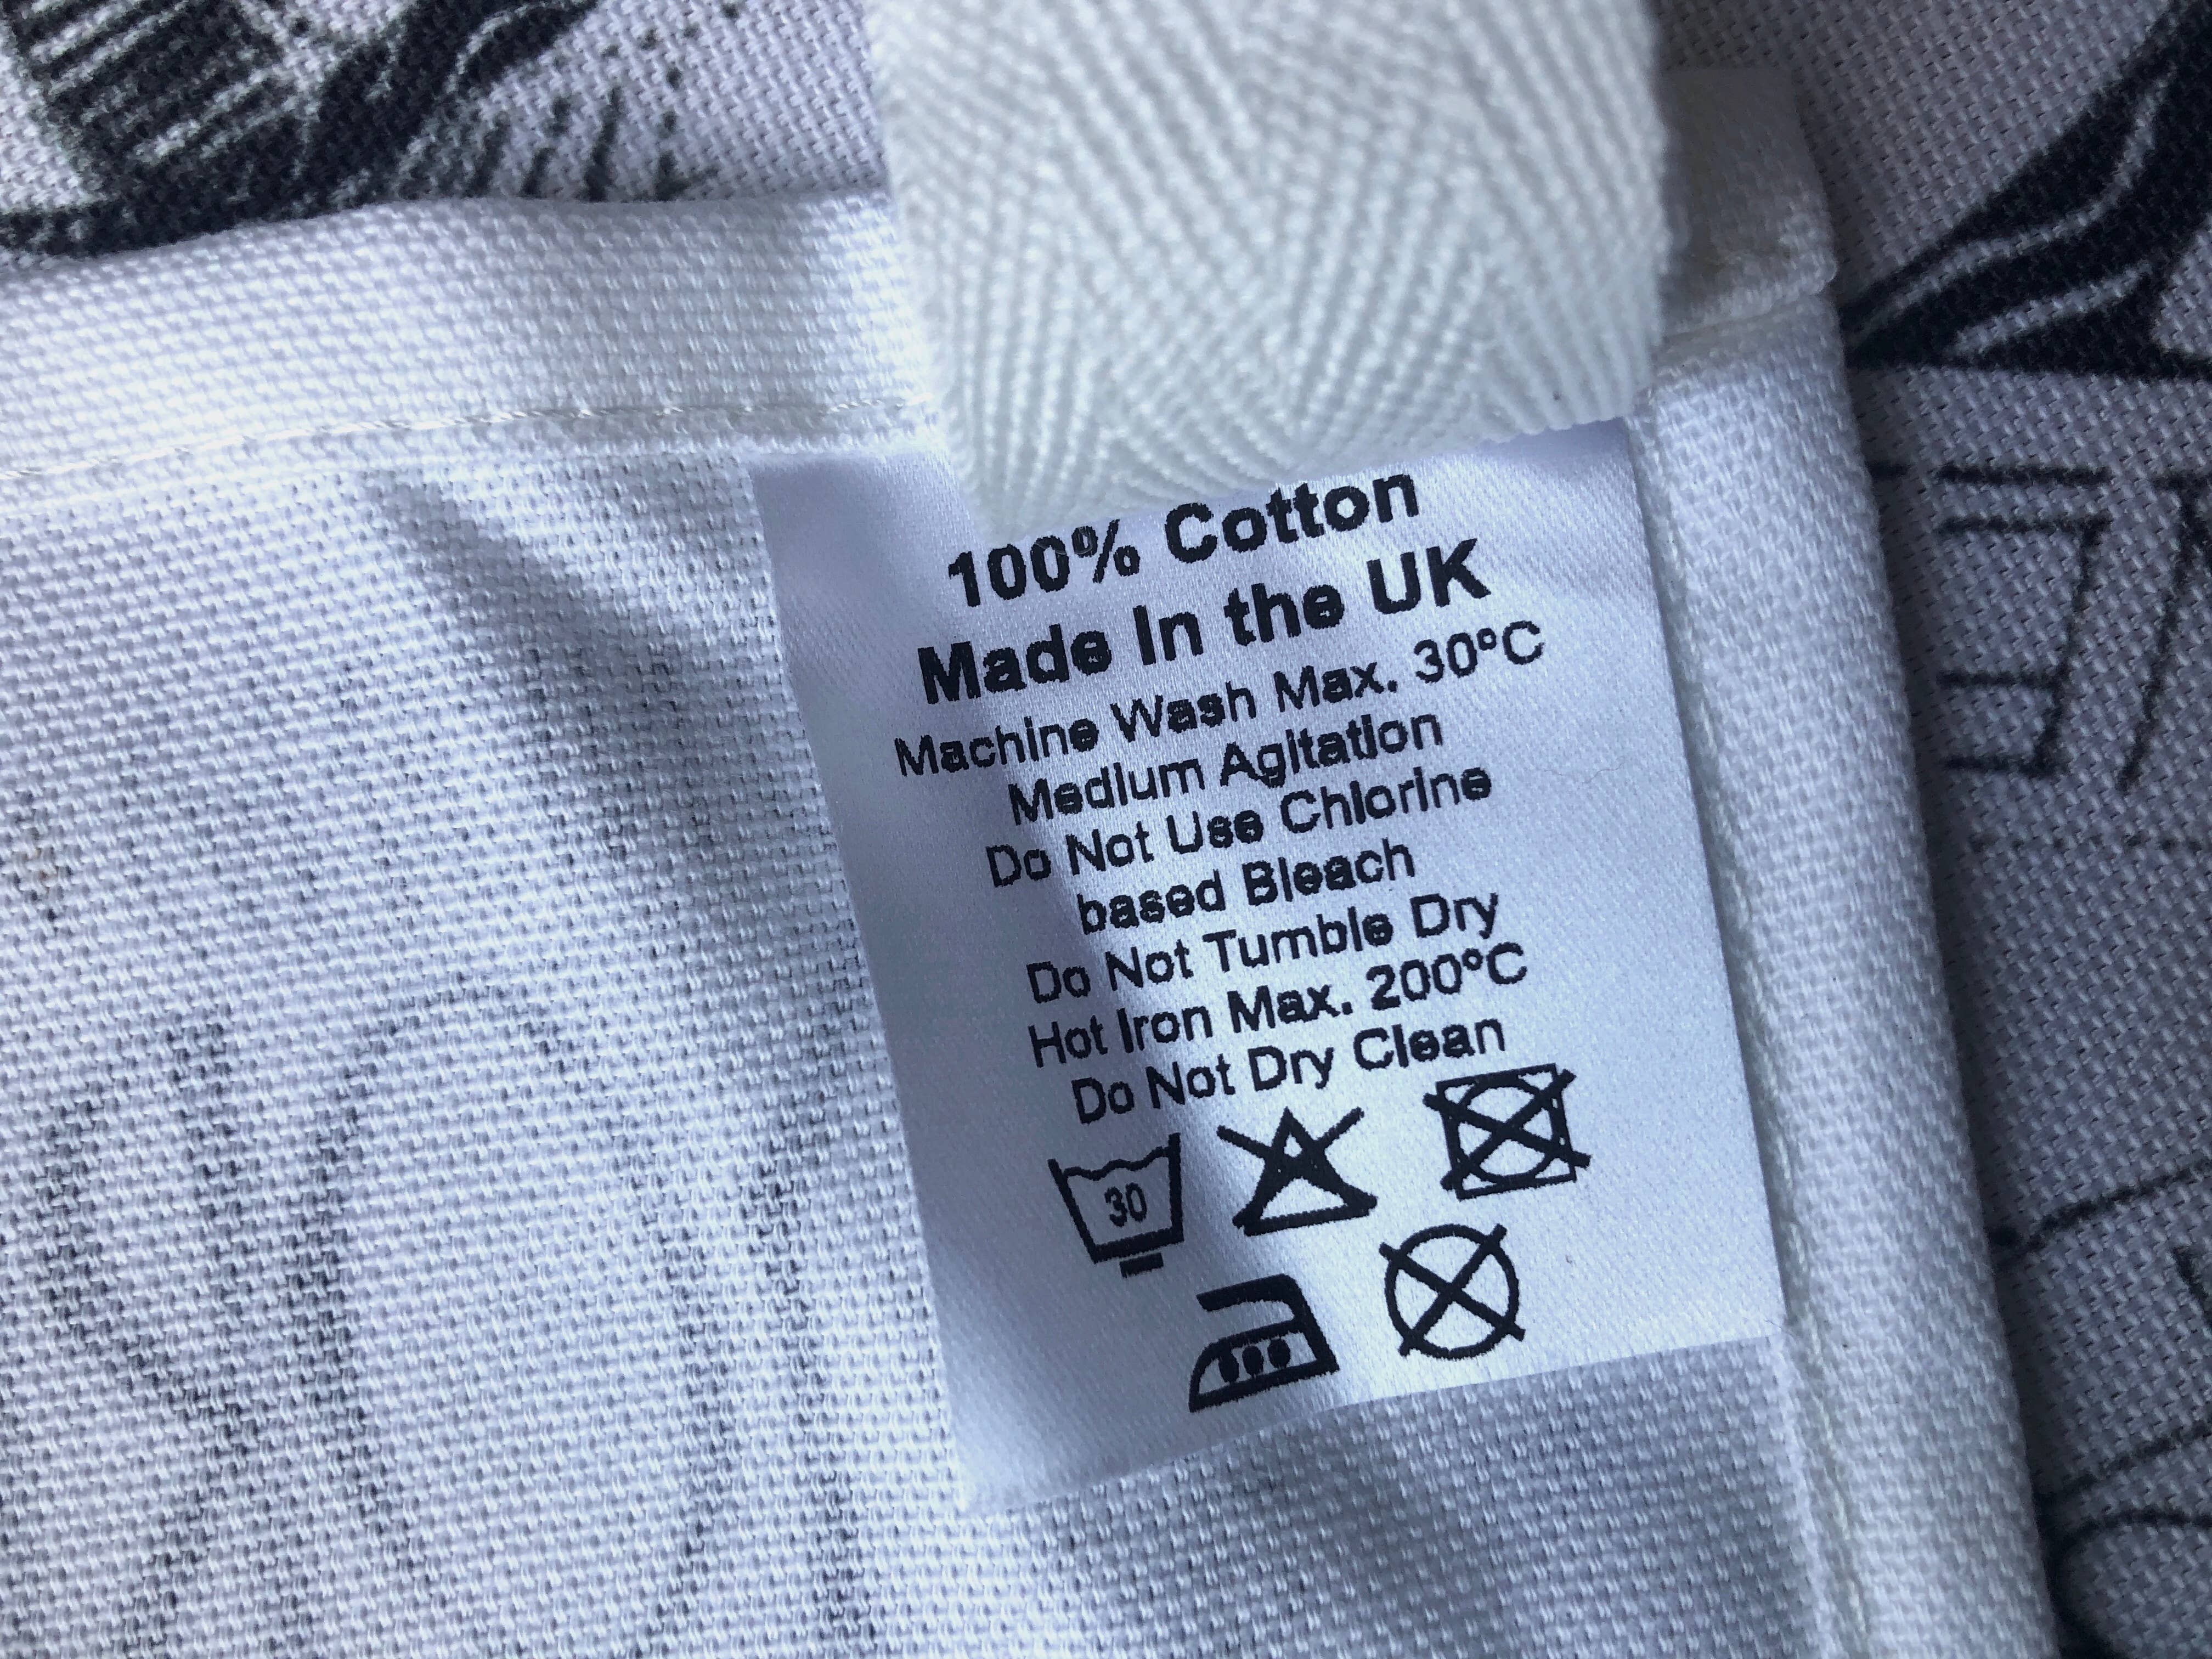 100% Cotton
Made In the UK
Machine Wash Max. 30°C
Medium Agitation
Do Not Use Chlorine
based Bleach
Do Not Tumble Dry
Hot Iron Max. 200°C
Do Not Dry Clean
30